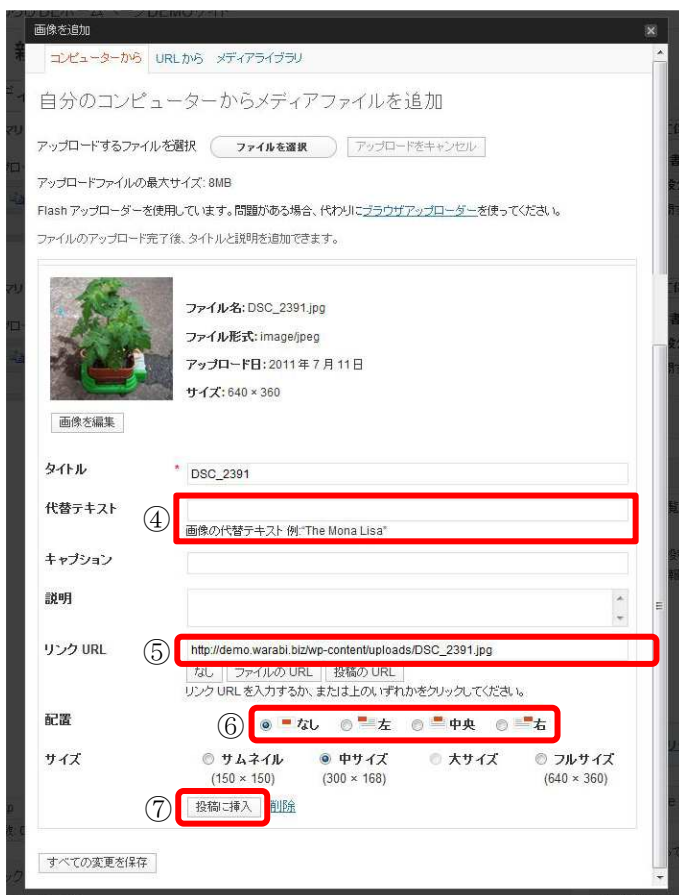 画像を追加
コンピューターから URLから メディアライブラリ
自分のコンピューターからメディアファイルを追加
アップロードするファイルを選択 ファイルを選択 アップロードをキャンセル
アップロードファイルの最大サイズ: 8MB
Flash アップローダーを使用しています。問題がある場合、代わりにブラウザアップローダーを使ってください。
ファイルのアップロード完了後、タイトルと説明を追加できます。
ファイル名: DSC_2391.jpg
ファイル形式: image/jpeg
アップロード日: 2011 年 7 月 11 日
サイズ: 640 × 360
画像を編集
タイトル * DSC_2391
代替テキスト ④
画像の代替テキスト 例:“The Mona Lisa”
キャプション
説明
リンク URL ⑤ http://demo.warabi.biz/wp-content/uploads/DSC_2391.jpg
なし ファイルの URL 投稿の URL
リンク URL を入力するか、または上のいずれかをクリックしてください。
配置 ⑥ なし 左 中央 右
サイズ サムネイル 中サイズ 大サイズ フルサイズ
(150 × 150) (300 × 168) (640 × 360)
⑦ 投稿に挿入 削除
すべての変更を保存